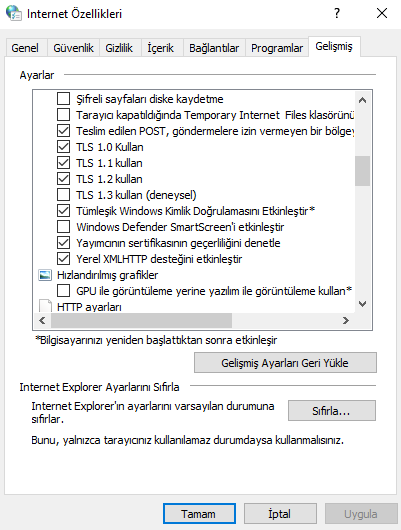 Internet Özellikleri
?
Genel Güvenlik Gizlilik İçerik Bağlantılar Programlar Gelişmiş
Ayarlar
Şifreli sayfaları diske kaydetme
Tarayıcı kapatıldığında Temporary Internet Files klasörünü
Teslim edilen POST, göndermelere izin vermeyen bir bölgey
TLS 1.0 Kullan
TLS 1.1 kullan
TLS 1.2 kullan
TLS 1.3 kullan (deneysel)
Tümleşik Windows Kimlik Doğrulamasını Etkinleştir*
Windows Defender SmartScreen'i etkinleştir
Yayımcının sertifikasının geçerliliğini denetle
Yerel XMLHTTP desteğini etkinleştir
Hızlandırılmış grafikler
GPU ile görüntüleme yerine yazılım ile görüntüleme kullan*
HTTP ayarları
*Bilgisayarınızı yeniden başlattıktan sonra etkinleşir
Gelişmiş Ayarları Geri Yükle
Internet Explorer Ayarlarını Sıfırla
Internet Explorer'ın ayarlarını varsayılan durumuna
sıfırlar.
Sıfırla...
Bunu, yalnızca tarayıcınız kullanılamaz durumdaysa kullanmalısınız.
Tamam İptal Uygula